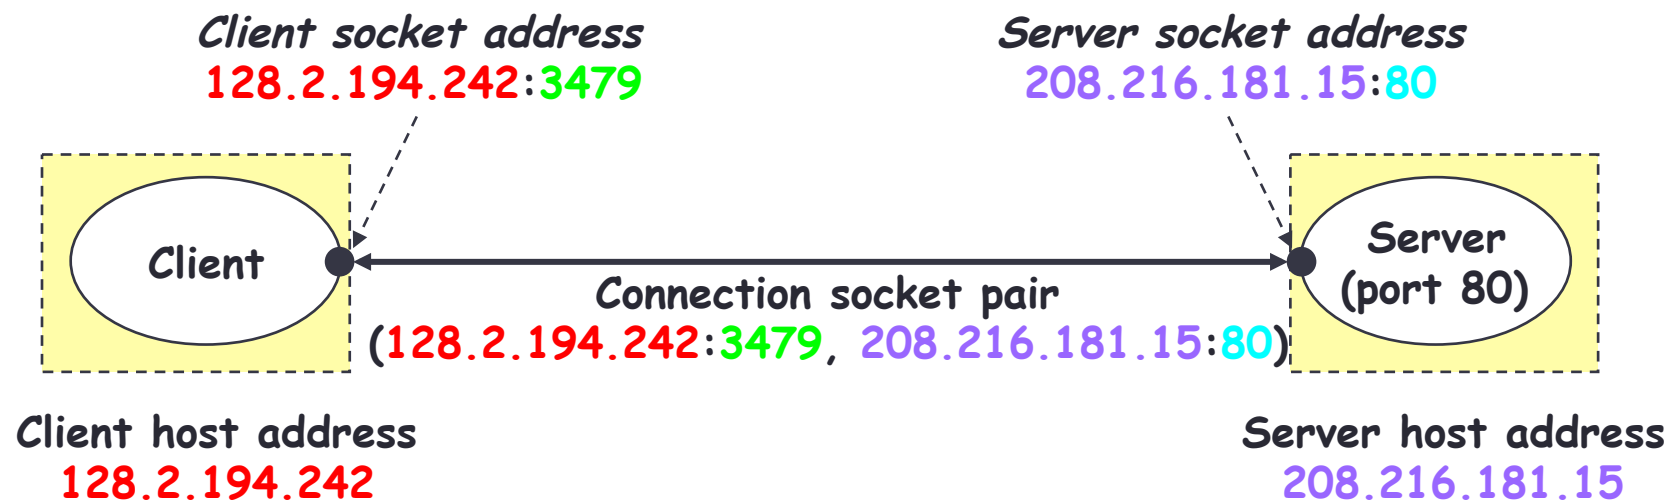 Client socket address
128.2.194.242:3479
Server socket address
208.216.181.15:80
Client
Server
(port 80)
Connection socket pair
(128.2.194.242:3479, 208.216.181.15:80)
Client host address
128.2.194.242
Server host address
208.216.181.15